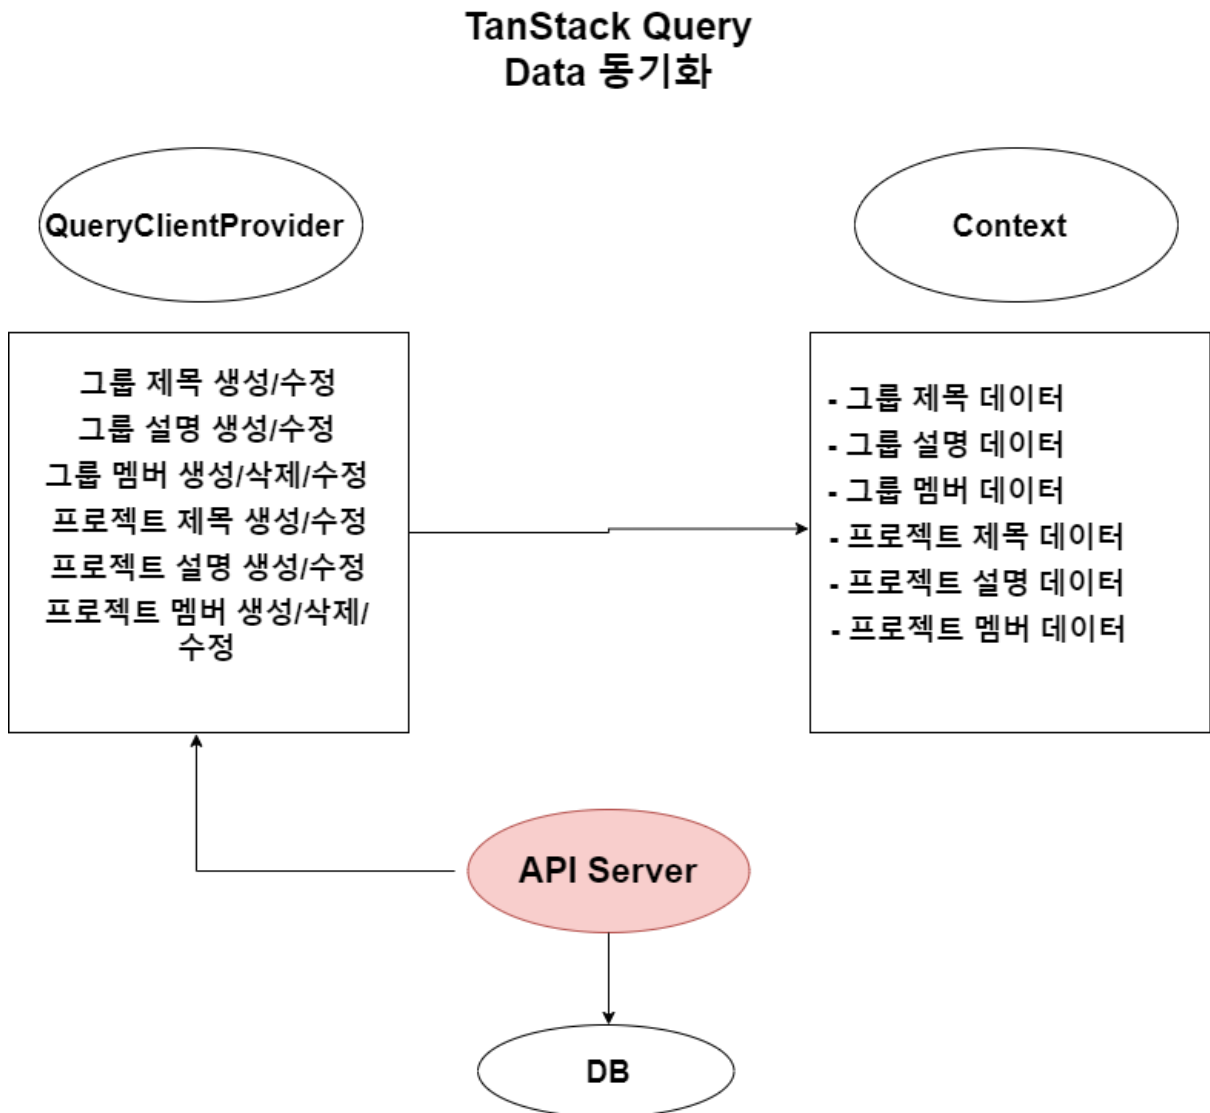 TanStack Query
Data 동기화
QueryClientProvider
Context
그룹 제목 생성/수정
그룹 설명 생성/수정
그룹 멤버 생성/삭제/수정
프로젝트 제목 생성/수정
프로젝트 설명 생성/수정
프로젝트 멤버 생성/삭제/
수정
- 그룹 제목 데이터
- 그룹 설명 데이터
- 그룹 멤버 데이터
- 프로젝트 제목 데이터
- 프로젝트 설명 데이터
- 프로젝트 멤버 데이터
API Server
DB